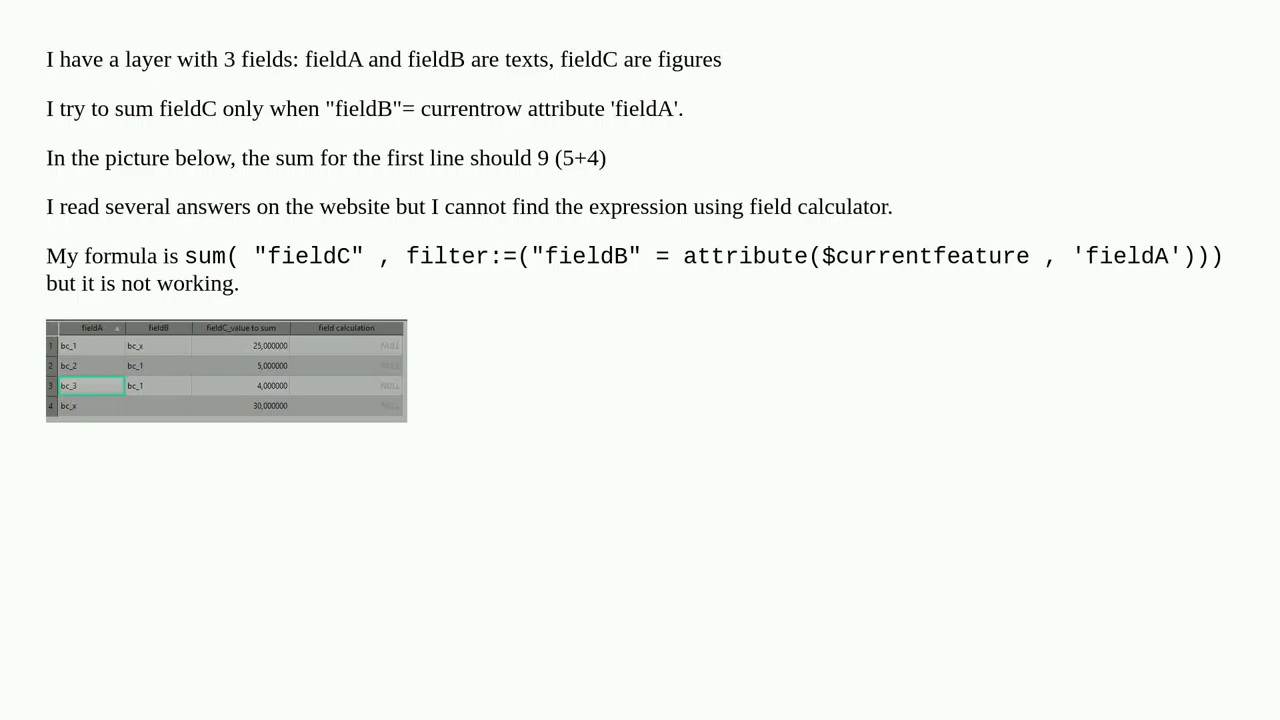 I have a layer with 3 fields: fieldA and fieldB are texts, fieldC are figures
I try to sum fieldC only when "fieldB"= currentrow attribute 'fieldA'.
In the picture below, the sum for the first line should 9 (5+4)
I read several answers on the website but I cannot find the expression using field calculator.
My formula is sum( "fieldC" , filter:=("fieldB" = attribute($currentfeature , 'fieldA')))
but it is not working.
fieldA fieldB fieldC_value to sum field calculation
1 bc_1 bc_x 25,000000 NULL
2 bc_2 bc_1 5,000000 NULL
3 bc_3 bc_1 4,000000 NULL
4 bc_x 30,000000 NULL